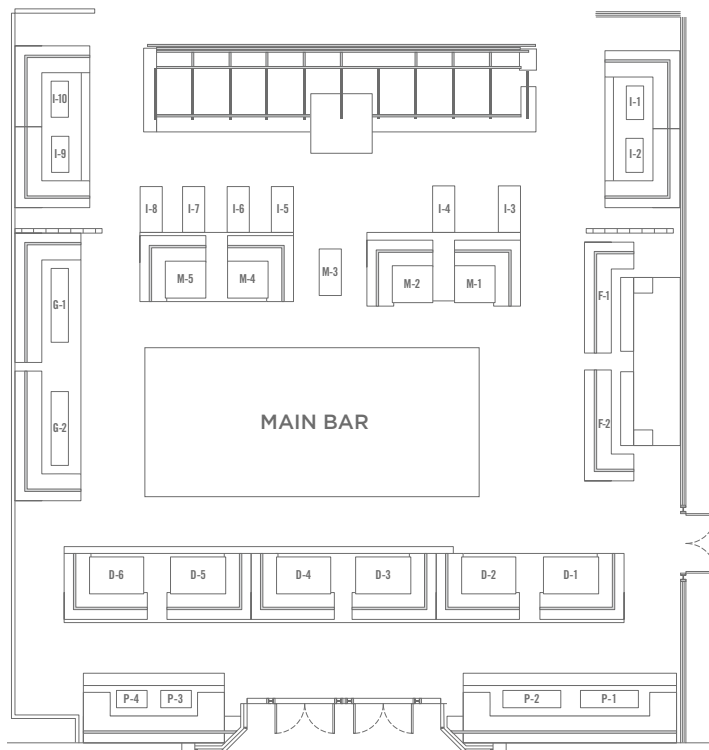 I-10
I-1
I-9
I-2
I-8
I-7
I-6
I-5
I-4
I-3
M-5
M-4
M-3
M-2
M-1
G-1
F-1
G-2
F-2
MAIN BAR
D-6
D-5
D-4
D-3
D-2
D-1
P-4
P-3
P-2
P-1